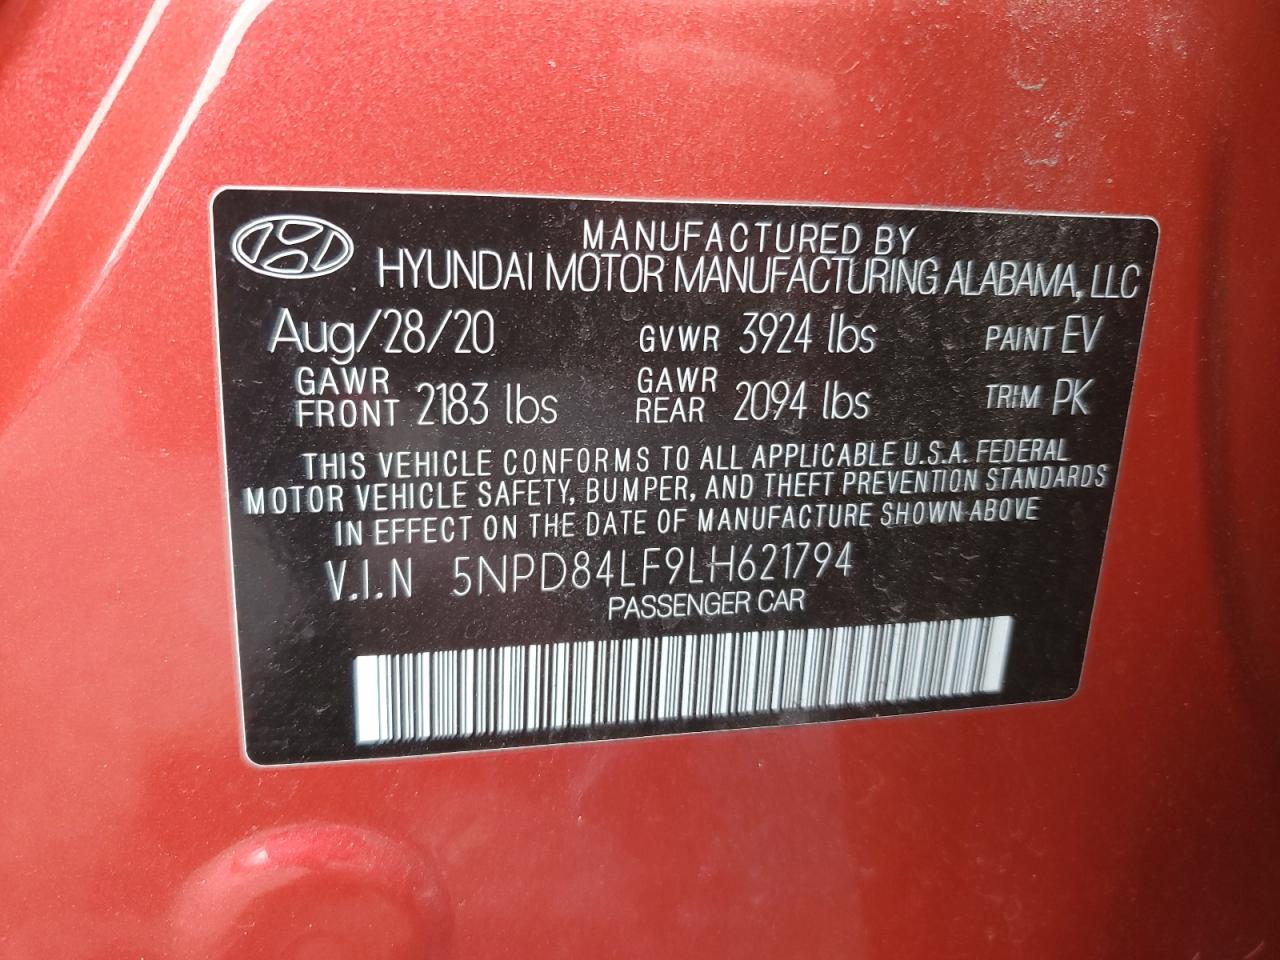 MANUFACTURED BY
HYUNDAI MOTOR MANUFACTURING ALABAMA, LLC
Aug/28/20 GVWR 3924 lbs PAINT EV
GAWR FRONT 2183 lbs GAWR REAR 2094 lbs TRIM PK
THIS VEHICLE CONFORMS TO ALL APPLICABLE U.S.A. FEDERAL
MOTOR VEHICLE SAFETY, BUMPER, AND THEFT PREVENTION STANDARDS
IN EFFECT ON THE DATE OF MANUFACTURE SHOWN ABOVE
V.I.N 5NPD84LF9LH621794
PASSENGER CAR